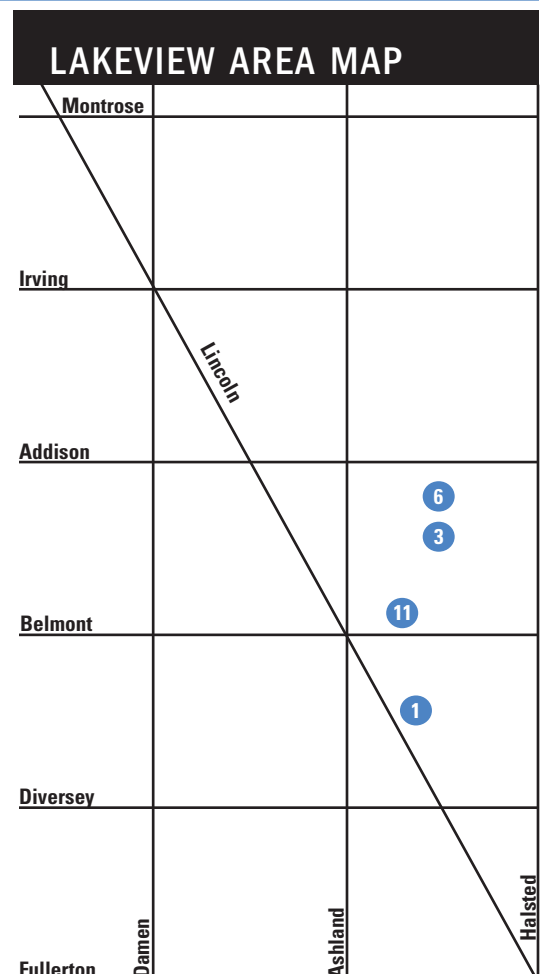 LAKEVIEW AREA MAP
Montrose
Irving
Lincoln
Addison
6
3
11
Belmont
1
Diversey
Halsted
Ashland
Damen
Fullerton